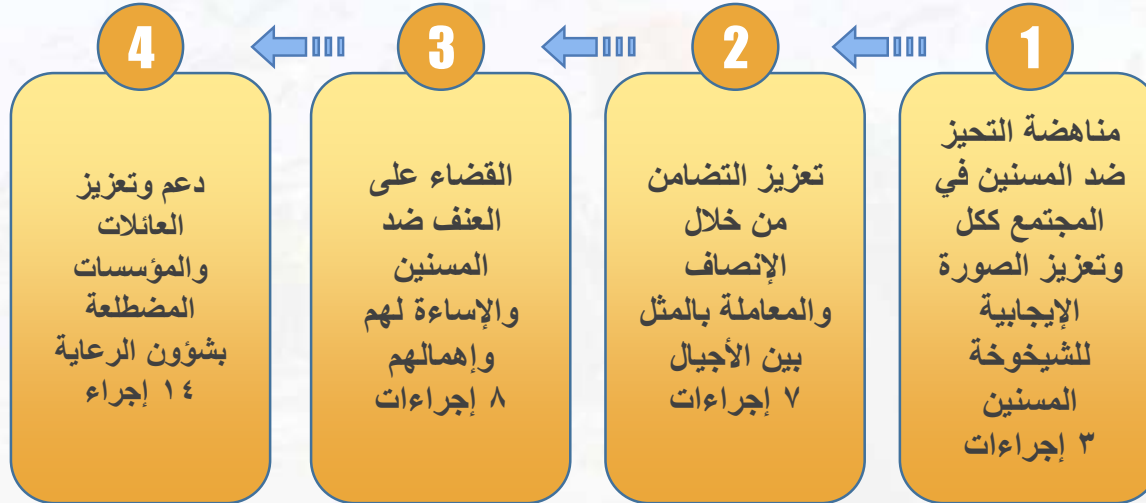 1
مناهضة التحيز
ضد المسنين في
المجتمع ككل
وتعزيز الصورة
الإيجابية
للشيخوخة
المسنين
٣ إجراءات
2
تعزيز التضامن
من خلال
الإنصاف
والمعاملة بالمثل
بين الأجيال
٧ إجراءات
3
القضاء على
العنف ضد
المسنين
والإساءة لهم
وإهمالهم
٨ إجراءات
4
دعم وتعزيز
العائلات
والمؤسسات
المضطلعة
بشؤون الرعاية
١٤ إجراء